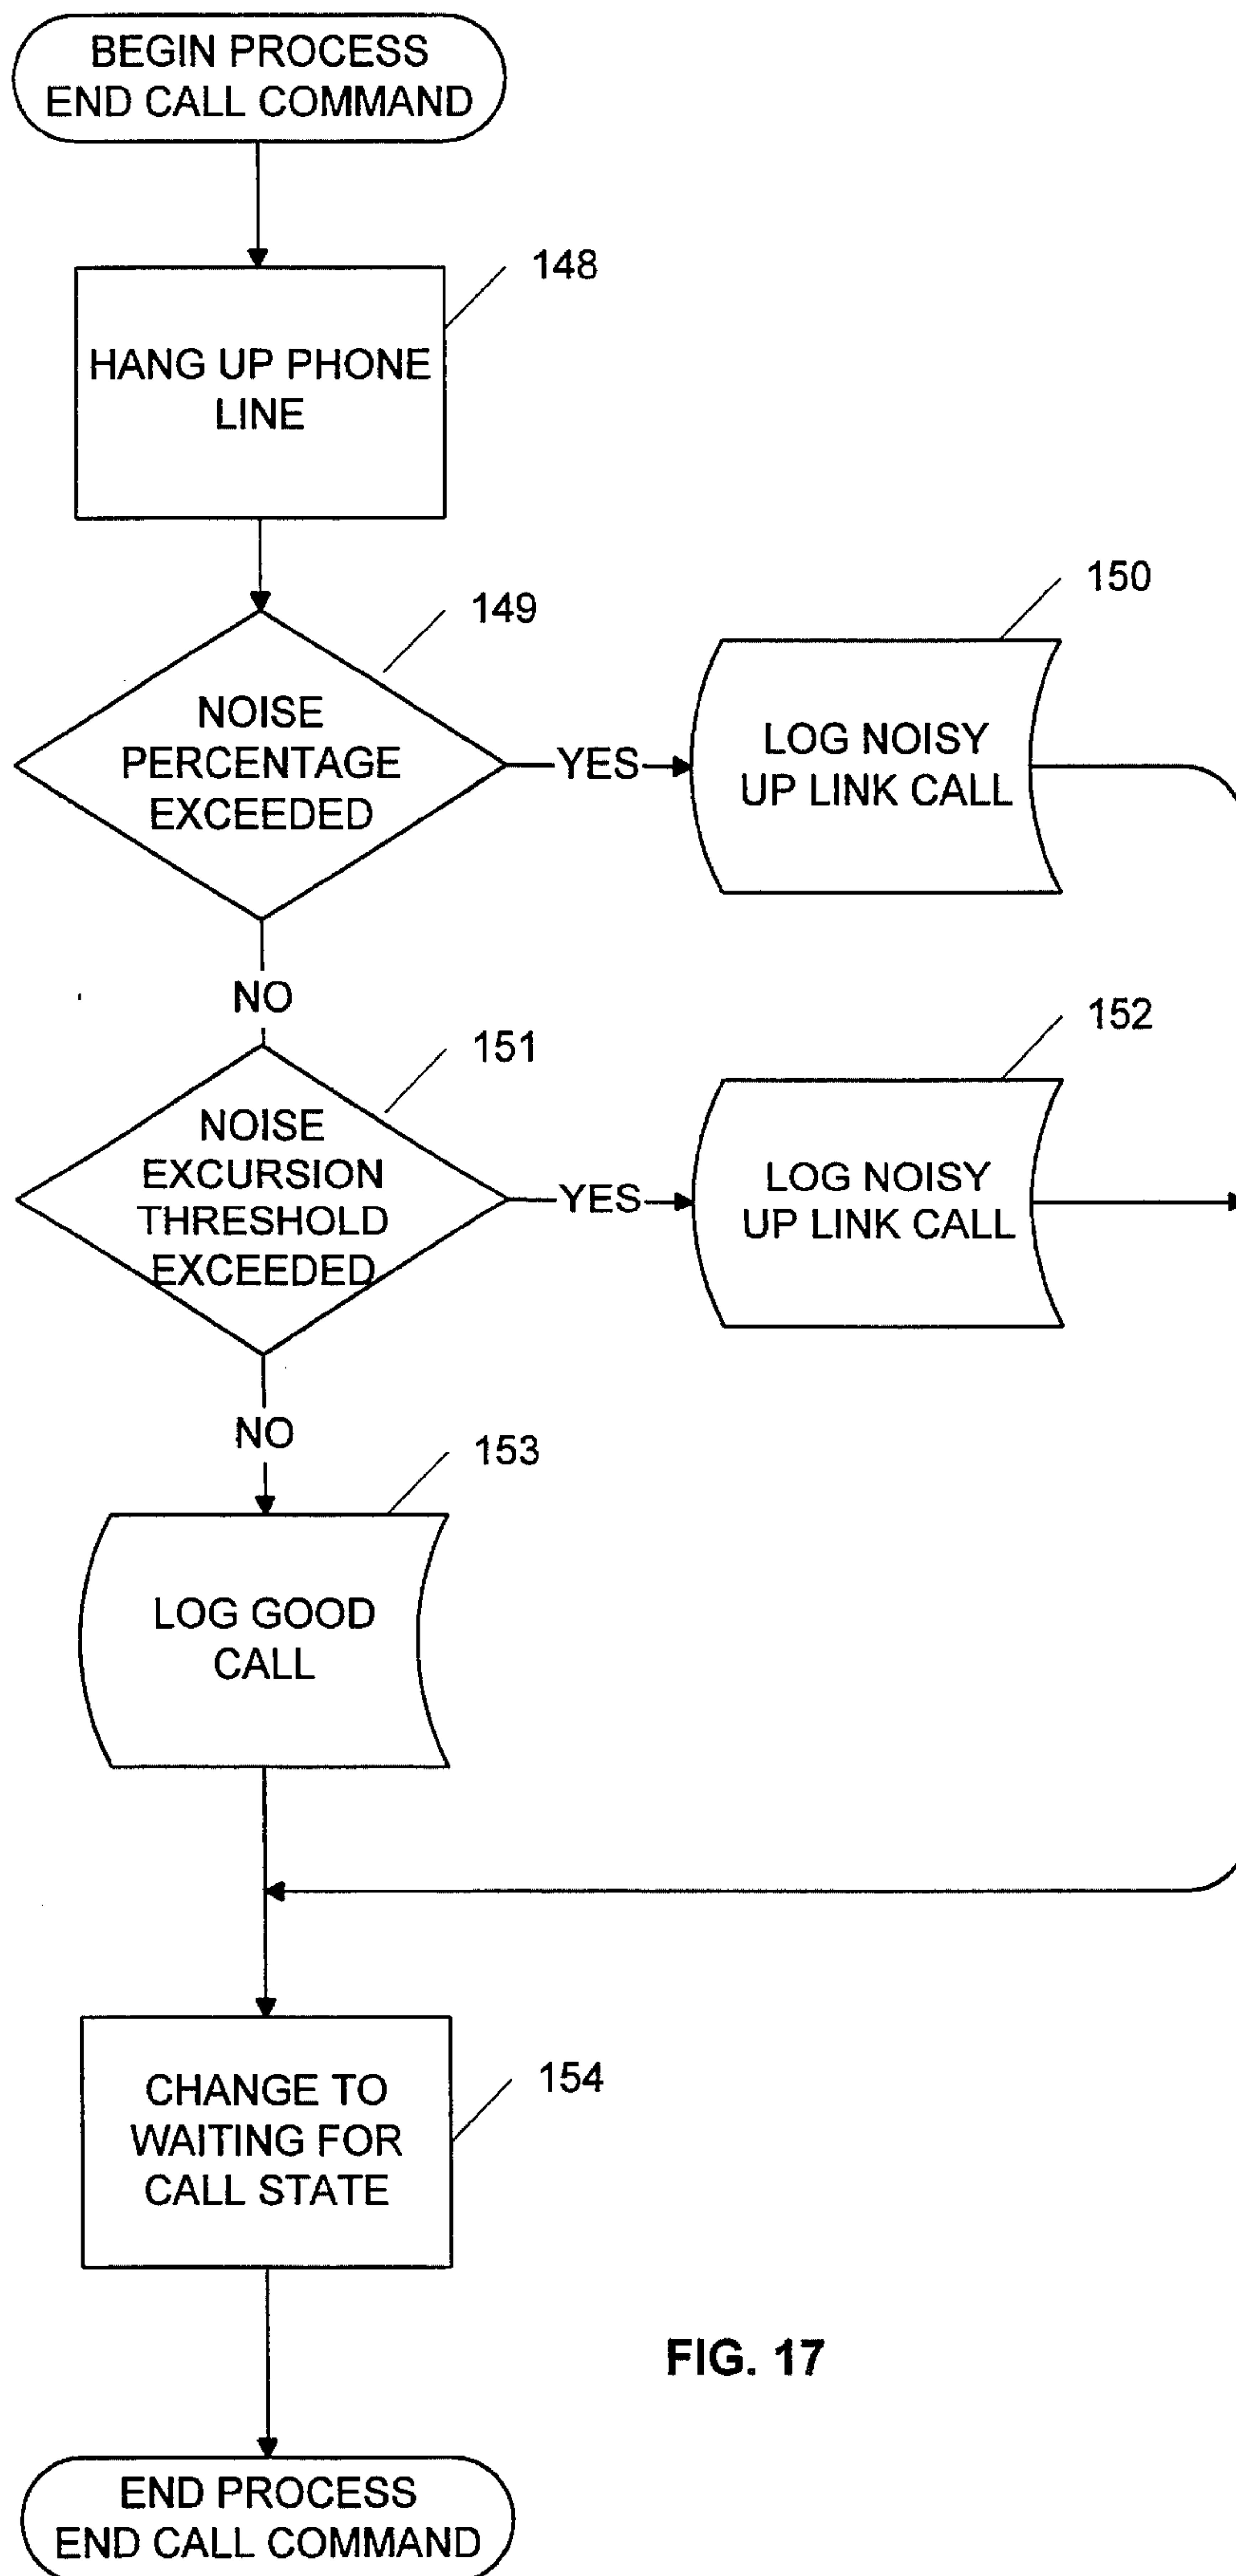 BEGIN PROCESS
END CALL COMMAND
148
HANG UP PHONE
LINE
149
NOISE
PERCENTAGE
EXCEEDED
YES
150
LOG NOISY
UP LINK CALL
NO
151
NOISE
EXCURSION
THRESHOLD
EXCEEDED
YES
152
LOG NOISY
UP LINK CALL
NO
153
LOG GOOD
CALL
154
CHANGE TO
WAITING FOR
CALL STATE
FIG. 17
END PROCESS
END CALL COMMAND